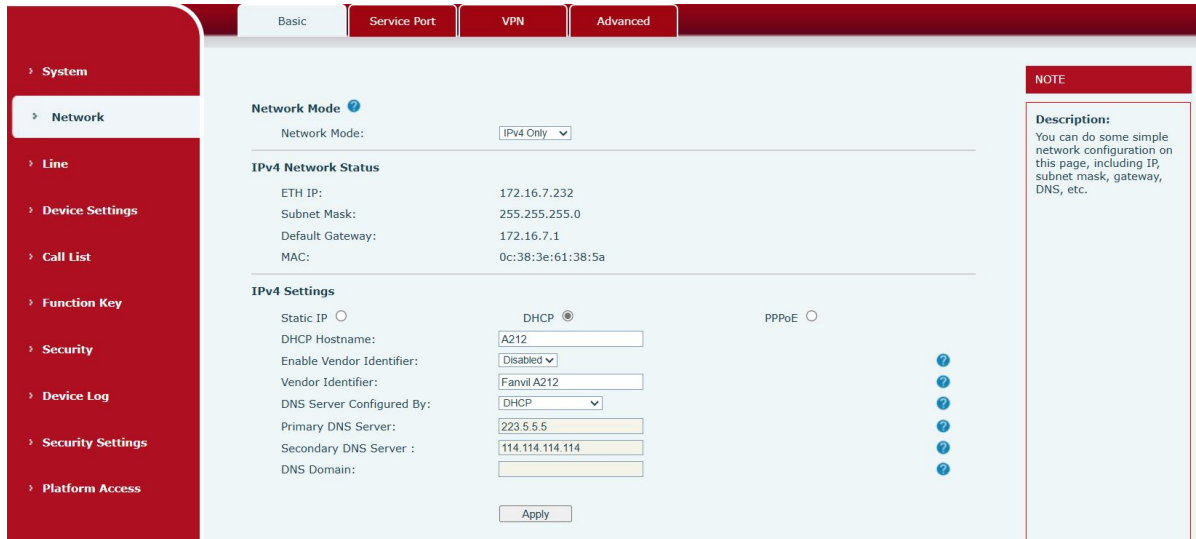 Basic Service Port VPN Advanced
System
Network
Line
Device Settings
Call List
Function Key
Security
Device Log
Security Settings
Platform Access
Network Mode
Network Mode: IPv4 Only
IPv4 Network Status
ETH IP: 172.16.7.232
Subnet Mask: 255.255.255.0
Default Gateway: 172.16.7.1
MAC: 0c:38:3e:61:38:5a
IPv4 Settings
Static IP DHCP PPPoE
DHCP Hostname: A212
Enable Vendor Identifier: Disabled
Vendor Identifier: Fanvil A212
DNS Server Configured By: DHCP
Primary DNS Server: 223.5.5.5
Secondary DNS Server : 114.114.114.114
DNS Domain:
Apply
NOTE
Description:
You can do some simple
network configuration on
this page, including IP,
subnet mask, gateway,
DNS, etc.